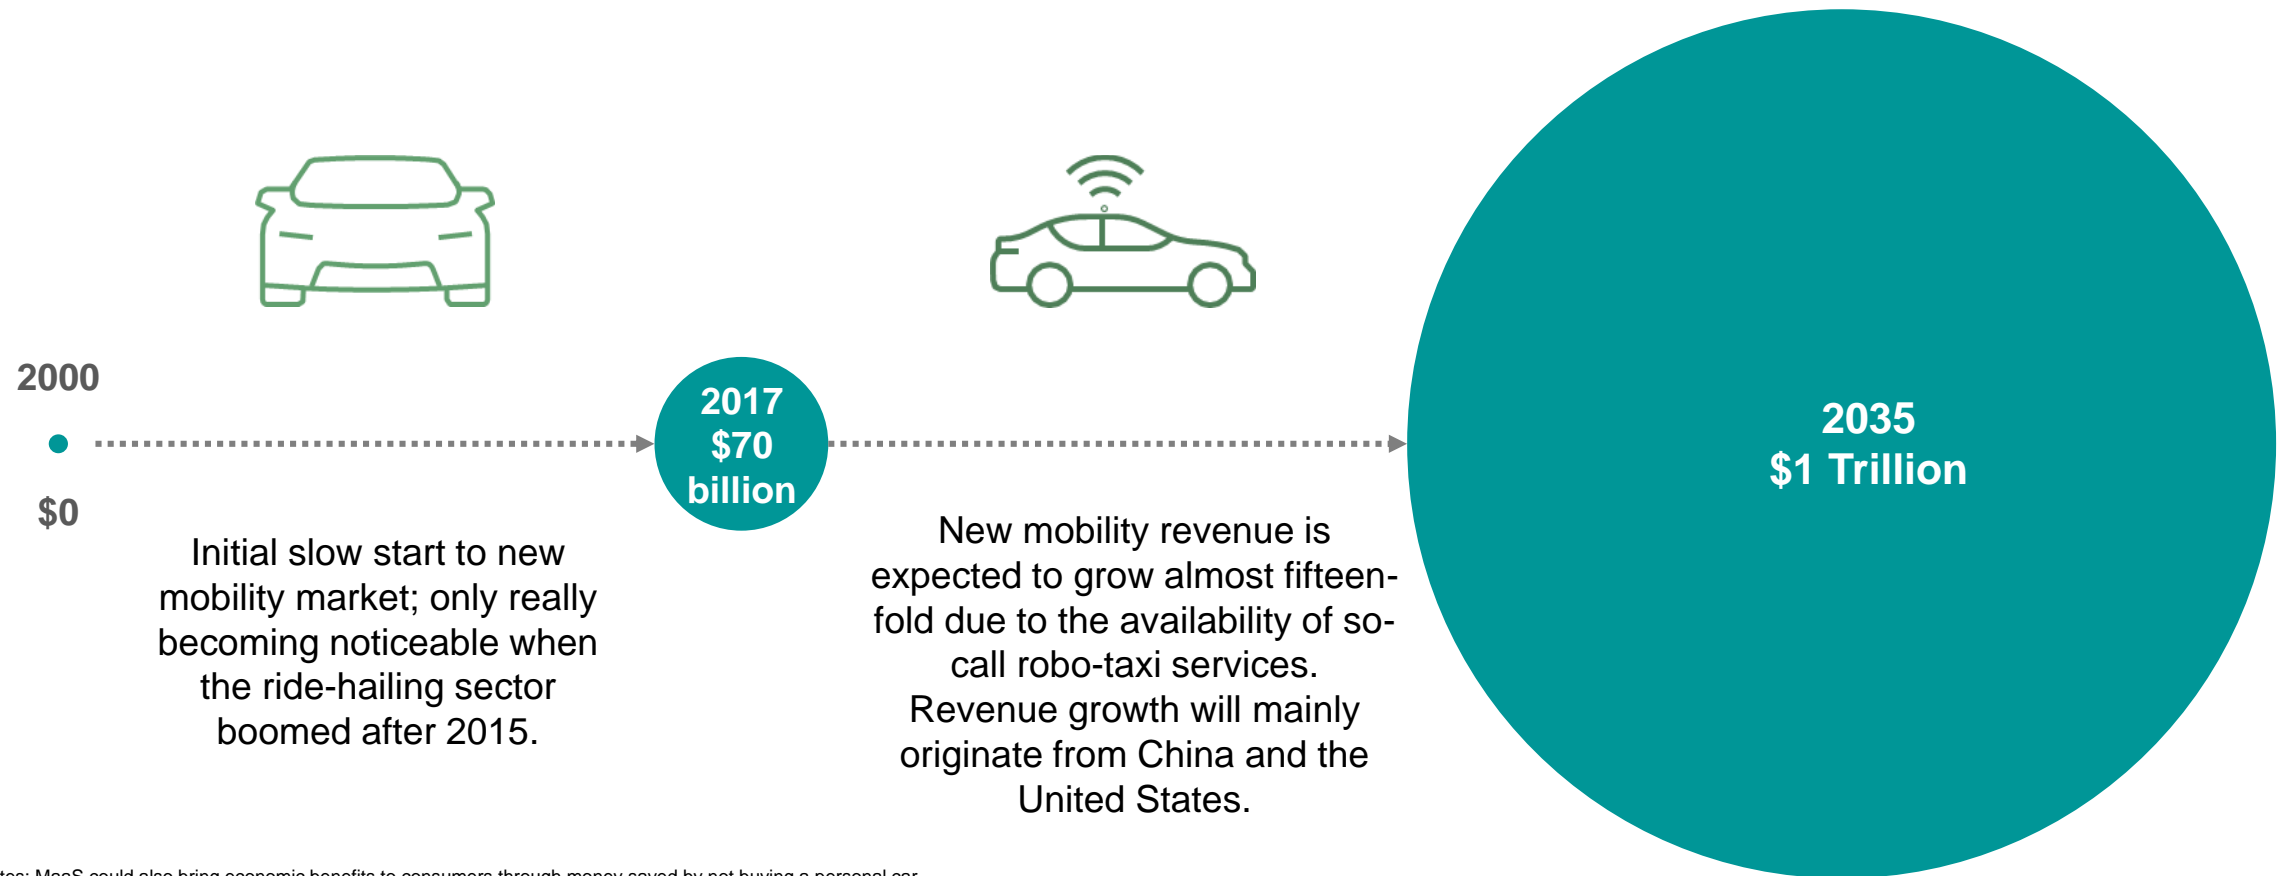 2000
$0
Initial slow start to new
mobility market; only really
becoming noticeable when
the ride-hailing sector
boomed after 2015.
2017
$70
billion
New mobility revenue is
expected to grow almost fifteen-
fold due to the availability of so-
call robo-taxi services.
Revenue growth will mainly
originate from China and the
United States.
2035
$1 Trillion
tes: MaaS could also bring economic benefits to consumers through money saved by not buying a personal car